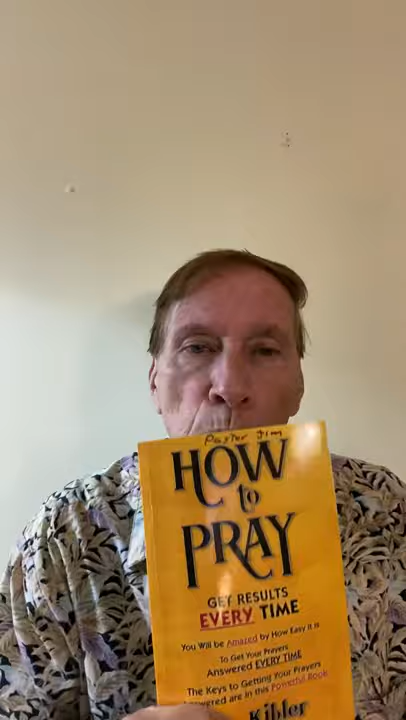 Pastor Jim
HOW
to
PRAY
GET RESULTS
EVERY TIME
You Will be Amazed by How Easy it is
To Get Your Prayers
Answered EVERY TIME
The Keys to Getting Your Prayers
Answered are in this Powerful Book
Kibler